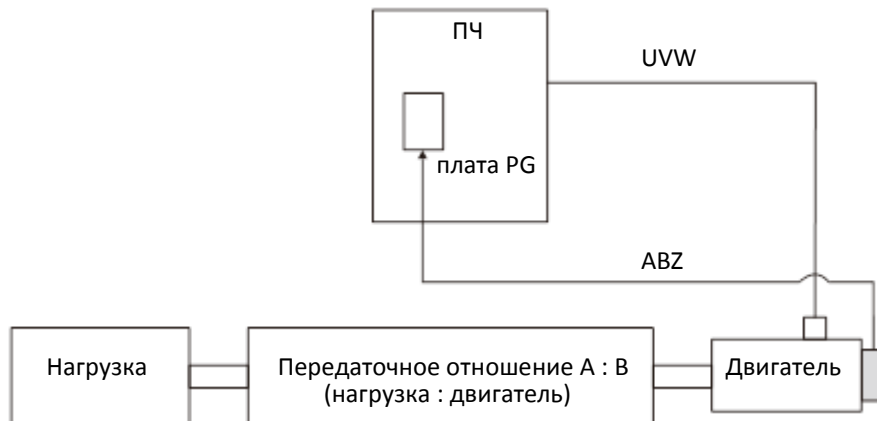 ПЧ
UVW
плата PG
ABZ
Нагрузка
Передаточное отношение A : B
(нагрузка : двигатель)
Двигатель